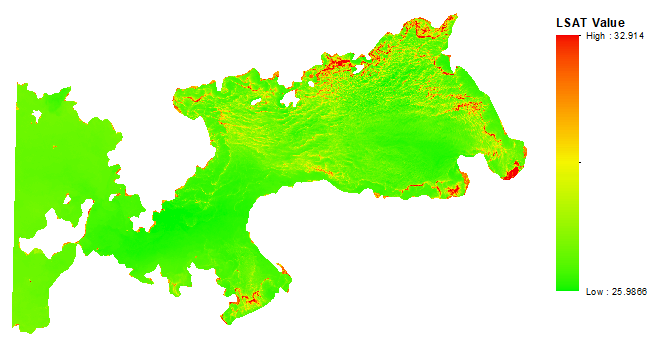 LSAT Value
High : 32.914
Low : 25.9866